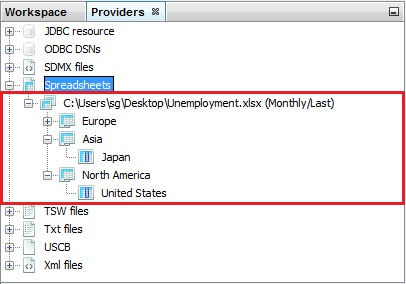 Workspace Providers
JDBC resource
ODBC DSNs
SDMX files
Spreadsheets
C:\Users\sg\Desktop\Unemployment.xlsx (Monthly/Last)
Europe
Asia
Japan
North America
United States
TSW files
Txt files
USCB
Xml files